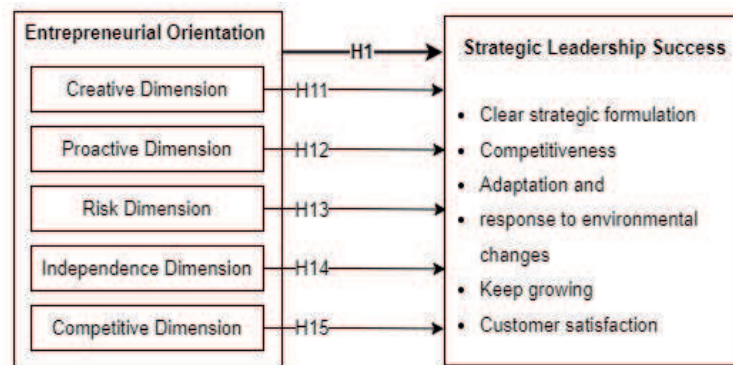 Entrepreneurial Orientation
H1
Strategic Leadership Success
Creative Dimension
H11
Proactive Dimension
H12
Risk Dimension
H13
Independence Dimension
H14
Competitive Dimension
H15
• Clear strategic formulation
• Competitiveness
• Adaptation and
• response to environmental
changes
• Keep growing
• Customer satisfaction